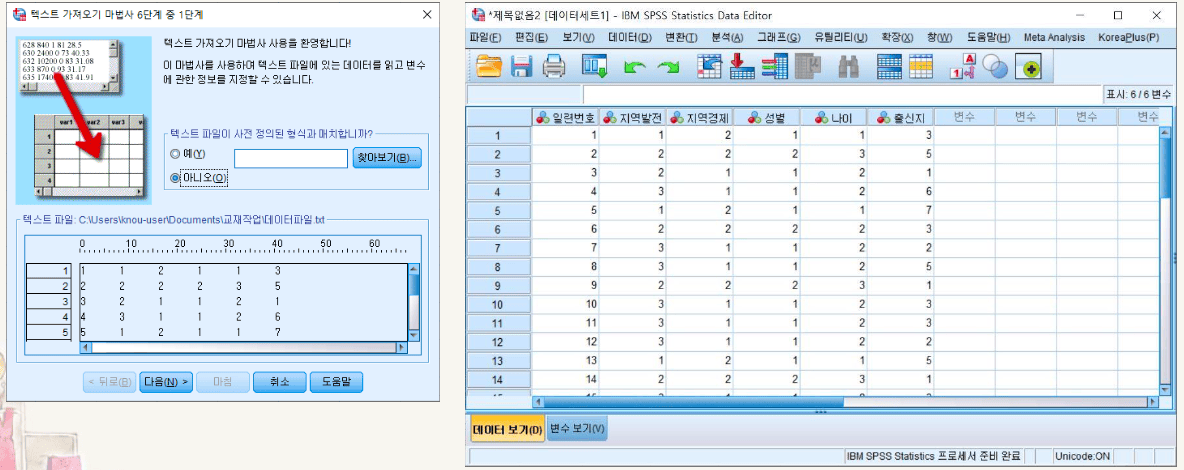 텍스트 가져오기 마법사 6단계 중 1단계
628 840 1 81 28.5
630 2400 0 73 40.33
632 10200 0 83 31.08
633 870 0 93 31.17
635 17400 0 83 41.91
var1 var2 var3
1
2
3
4
텍스트 가져오기 마법사 사용을 환영합니다!
이 마법사를 사용하여 텍스트 파일에 있는 데이터를 읽고 변수
에 관한 정보를 지정할 수 있습니다.
텍스트 파일이 사전 정의된 형식과 매치합니까?
예(Y)
찾아보기(B)...
아니오(O)
텍스트 파일: C:\Users\knou-user\Documents\교재작업\데이터파일.txt
0 10 20 30 40 50 60
1 1 1 2 1 1 3
2 2 2 2 2 3 5
3 3 2 1 1 2 1
4 4 3 1 1 2 6
5 5 1 2 1 1 7
< 뒤로(B) 다음(N) > 마침 취소 도움말
*제목없음2 [데이터세트1] - IBM SPSS Statistics Data Editor
파일(F) 편집(E) 보기(V) 데이터(D) 변환(T) 분석(A) 그래프(G) 유틸리티(U) 확장(X) 창(W) 도움말(H) Meta Analysis KoreaPlus(P)
표시: 6 / 6 변수
일련번호 지역발전 지역경제 성별 나이 출신지 변수 변수 변수 변수
1 1 1 2 1 1 3
2 2 2 2 2 3 5
3 3 2 1 1 2 1
4 4 3 1 1 2 6
5 5 1 2 1 1 7
6 6 2 2 2 2 3
7 7 3 1 1 2 2
8 8 3 1 1 2 5
9 9 2 2 2 3 1
10 10 3 1 1 2 3
11 11 3 1 1 2 3
12 12 3 1 1 2 2
13 13 1 2 1 1 5
14 14 2 2 2 3 1
데이터 보기(D) 변수 보기(V)
IBM SPSS Statistics 프로세서 준비 완료 Unicode:ON